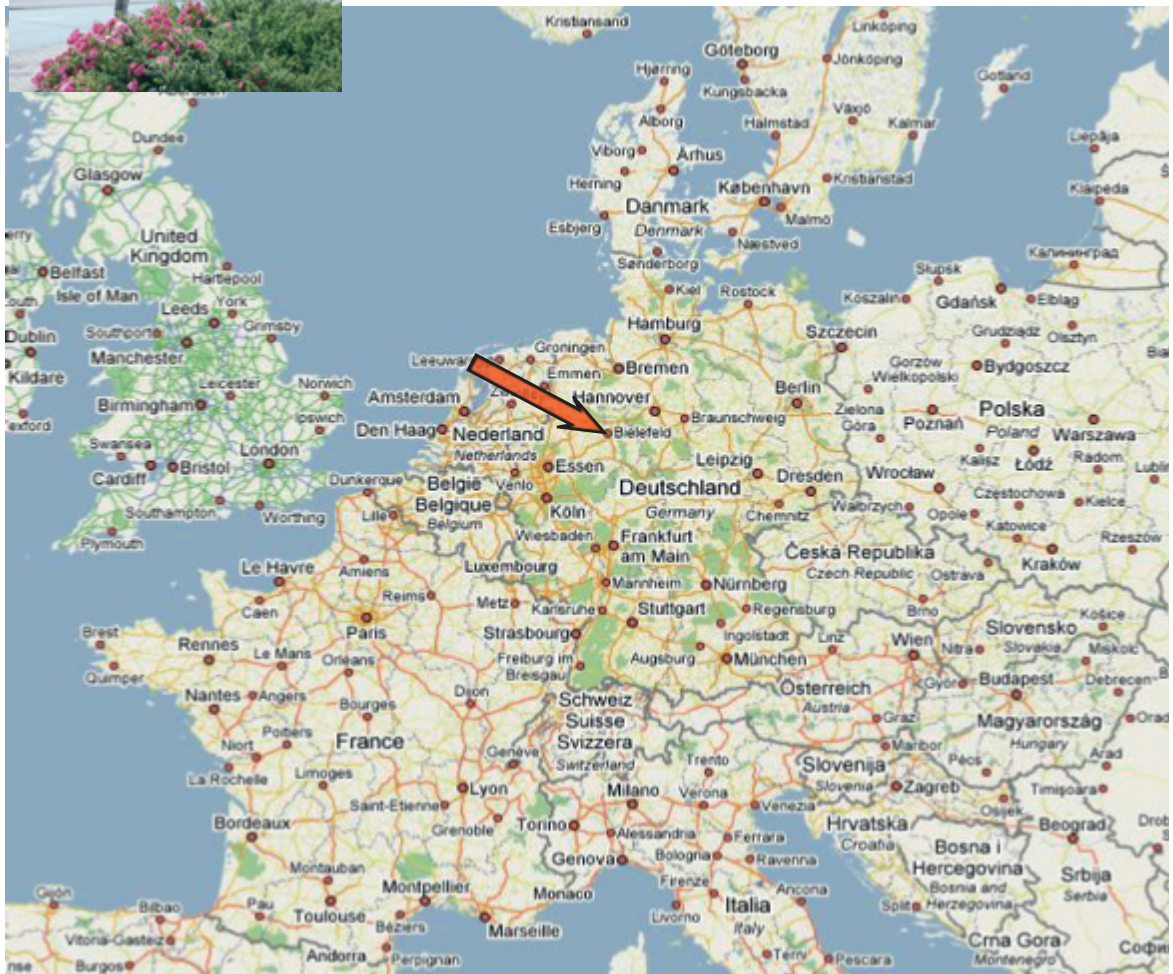 Kristiansand
Linköping
Göteborg
Jönköping
Hjørring
Gotland
Kungsbacka
Ålborg
Halmstad
Växjö
Kalmar
Dundee
Liepāja
Viborg
Århus
Glasgow
Herning
København
Kristianstad
Klaipeda
Danmark
Denmark
Malmö
Esbjerg
Næstved
United
Kingdom
Sønderborg
Калининград
Belfast
Hartlepool
Isle of Man
Kiel
Rostock
Koszalin
Słupsk
Gdańsk
Elbląg
Leeds
York
Grimsby
Hamburg
Szczecin
Grudziądz
Olsztyn
Dublin
Southport
Manchester
Groningen
Kildare
Emmen
Bremen
Gorzów
Wielkopolski
Bydgoszcz
Leicester
Norwich
Berlin
Birmingham
Ipswich
Amsterdam
Hannover
Braunschweig
Zielona
Góra
Poznań
Polska
Poland
Warszawa
Swansea
Den Haag
Nederland
Netherlands
Bielefeld
Cardiff
Bristol
London
Essen
Leipzig
Dresden
Wrocław
Kalisz
Łódź
Radom
Dunkerque
België
Belgique
Belgium
Venlo
Köln
Deutschland
Germany
Chemnitz
Wałbrzych
Opole
Częstochowa
Kielce
Southampton
Worthing
Plymouth
Lille
Wiesbaden
Frankfurt
am Main
Česká Republika
Czech Republic
Katowice
Kraków
Rzeszów
Ostrava
Le Havre
Amiens
Luxembourg
Mannheim
Nürnberg
Caen
Reims
Metz
Karlsruhe
Stuttgart
Regensburg
Brno
Košice
Paris
Strasbourg
Ingolstadt
Linz
Wien
Slovensko
Slovakia
Nitra
Miskolc
Brest
Rennes
Le Mans
Orléans
Quimper
Freiburg im
Breisgau
Augsburg
München
Győr
Budapest
Debrecen
Nantes
Angers
Bourges
Dijon
Schweiz
Suisse
Svizzera
Switzerland
Österreich
Austria
Graz
Magyarország
Hungary
Niort
Poitiers
France
Genève
Trento
Maribor
Pécs
Arad
La Rochelle
Limoges
Lyon
Milano
Verona
Venezia
Slovenija
Slovenia
Zagreb
Timişoara
Saint-Etienne
Grenoble
Torino
Alessandria
Ferrara
Hrvatska
Croatia
Osijek
Beograd
Bordeaux
Genova
Bologna
Ravenna
Bosna i
Hercegovina
Bosnia and
Herzegovina
Srbija
Serbia
Montauban
Montpellier
Monaco
Firenze
Ancona
Gijón
Bilbao
Pau
Toulouse
Béziers
Marseille
Livorno
Italia
Italy
Split
Vitoria-Gasteiz
Burgos
Andorra
Perpignan
Terni
Pescara
Crna Gora
Montenegro